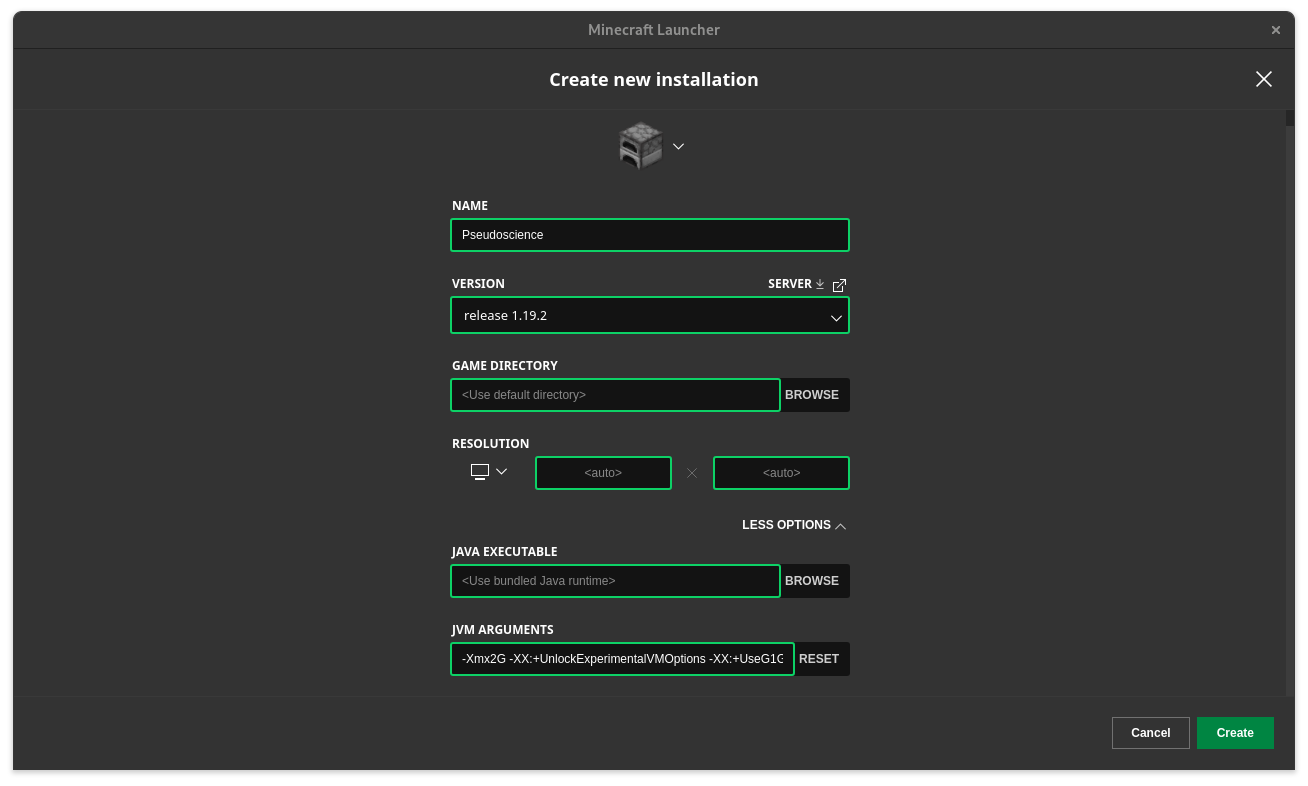 Minecraft Launcher
Create new installation
NAME
Pseudoscience
VERSION
SERVER
release 1.19.2
GAME DIRECTORY
<Use default directory>
BROWSE
RESOLUTION
<auto>
<auto>
LESS OPTIONS
JAVA EXECUTABLE
<Use bundled Java runtime>
BROWSE
JVM ARGUMENTS
-Xmx2G -XX:+UnlockExperimentalVMOptions -XX:+UseG1G
RESET
Cancel
Create